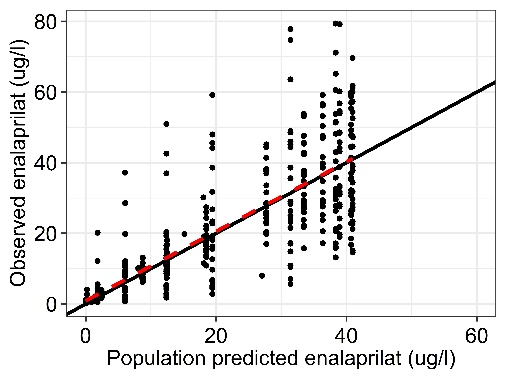 Observed enalaprilat (ug/l)
80
60
40
20
0
0 20 40 60
Population predicted enalaprilat (ug/l)